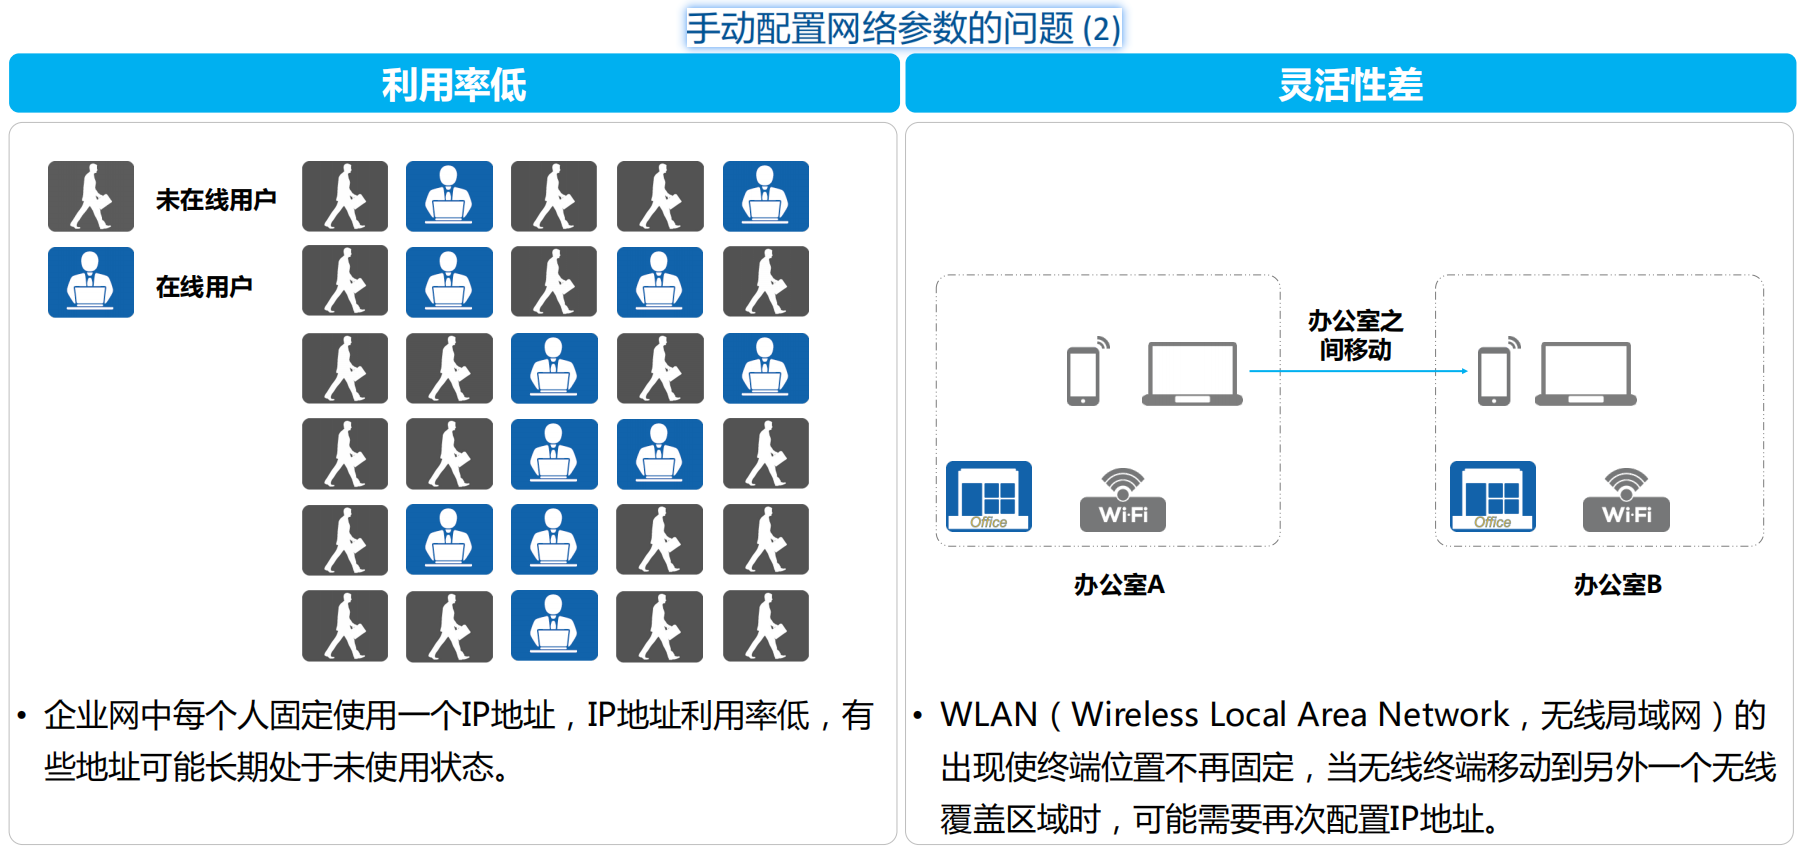 手动配置网络参数的问题 (2)
利用率低
未在线用户
在线用户
• 企业网中每个人固定使用一个IP地址，IP地址利用率低，有
些地址可能长期处于未使用状态。
灵活性差
办公室之
间移动
Office
Wi-Fi
办公室A
Office
Wi-Fi
办公室B
• WLAN（Wireless Local Area Network，无线局域网）的
出现使终端位置不再固定，当无线终端移动到另外一个无线
覆盖区域时，可能需要再次配置IP地址。